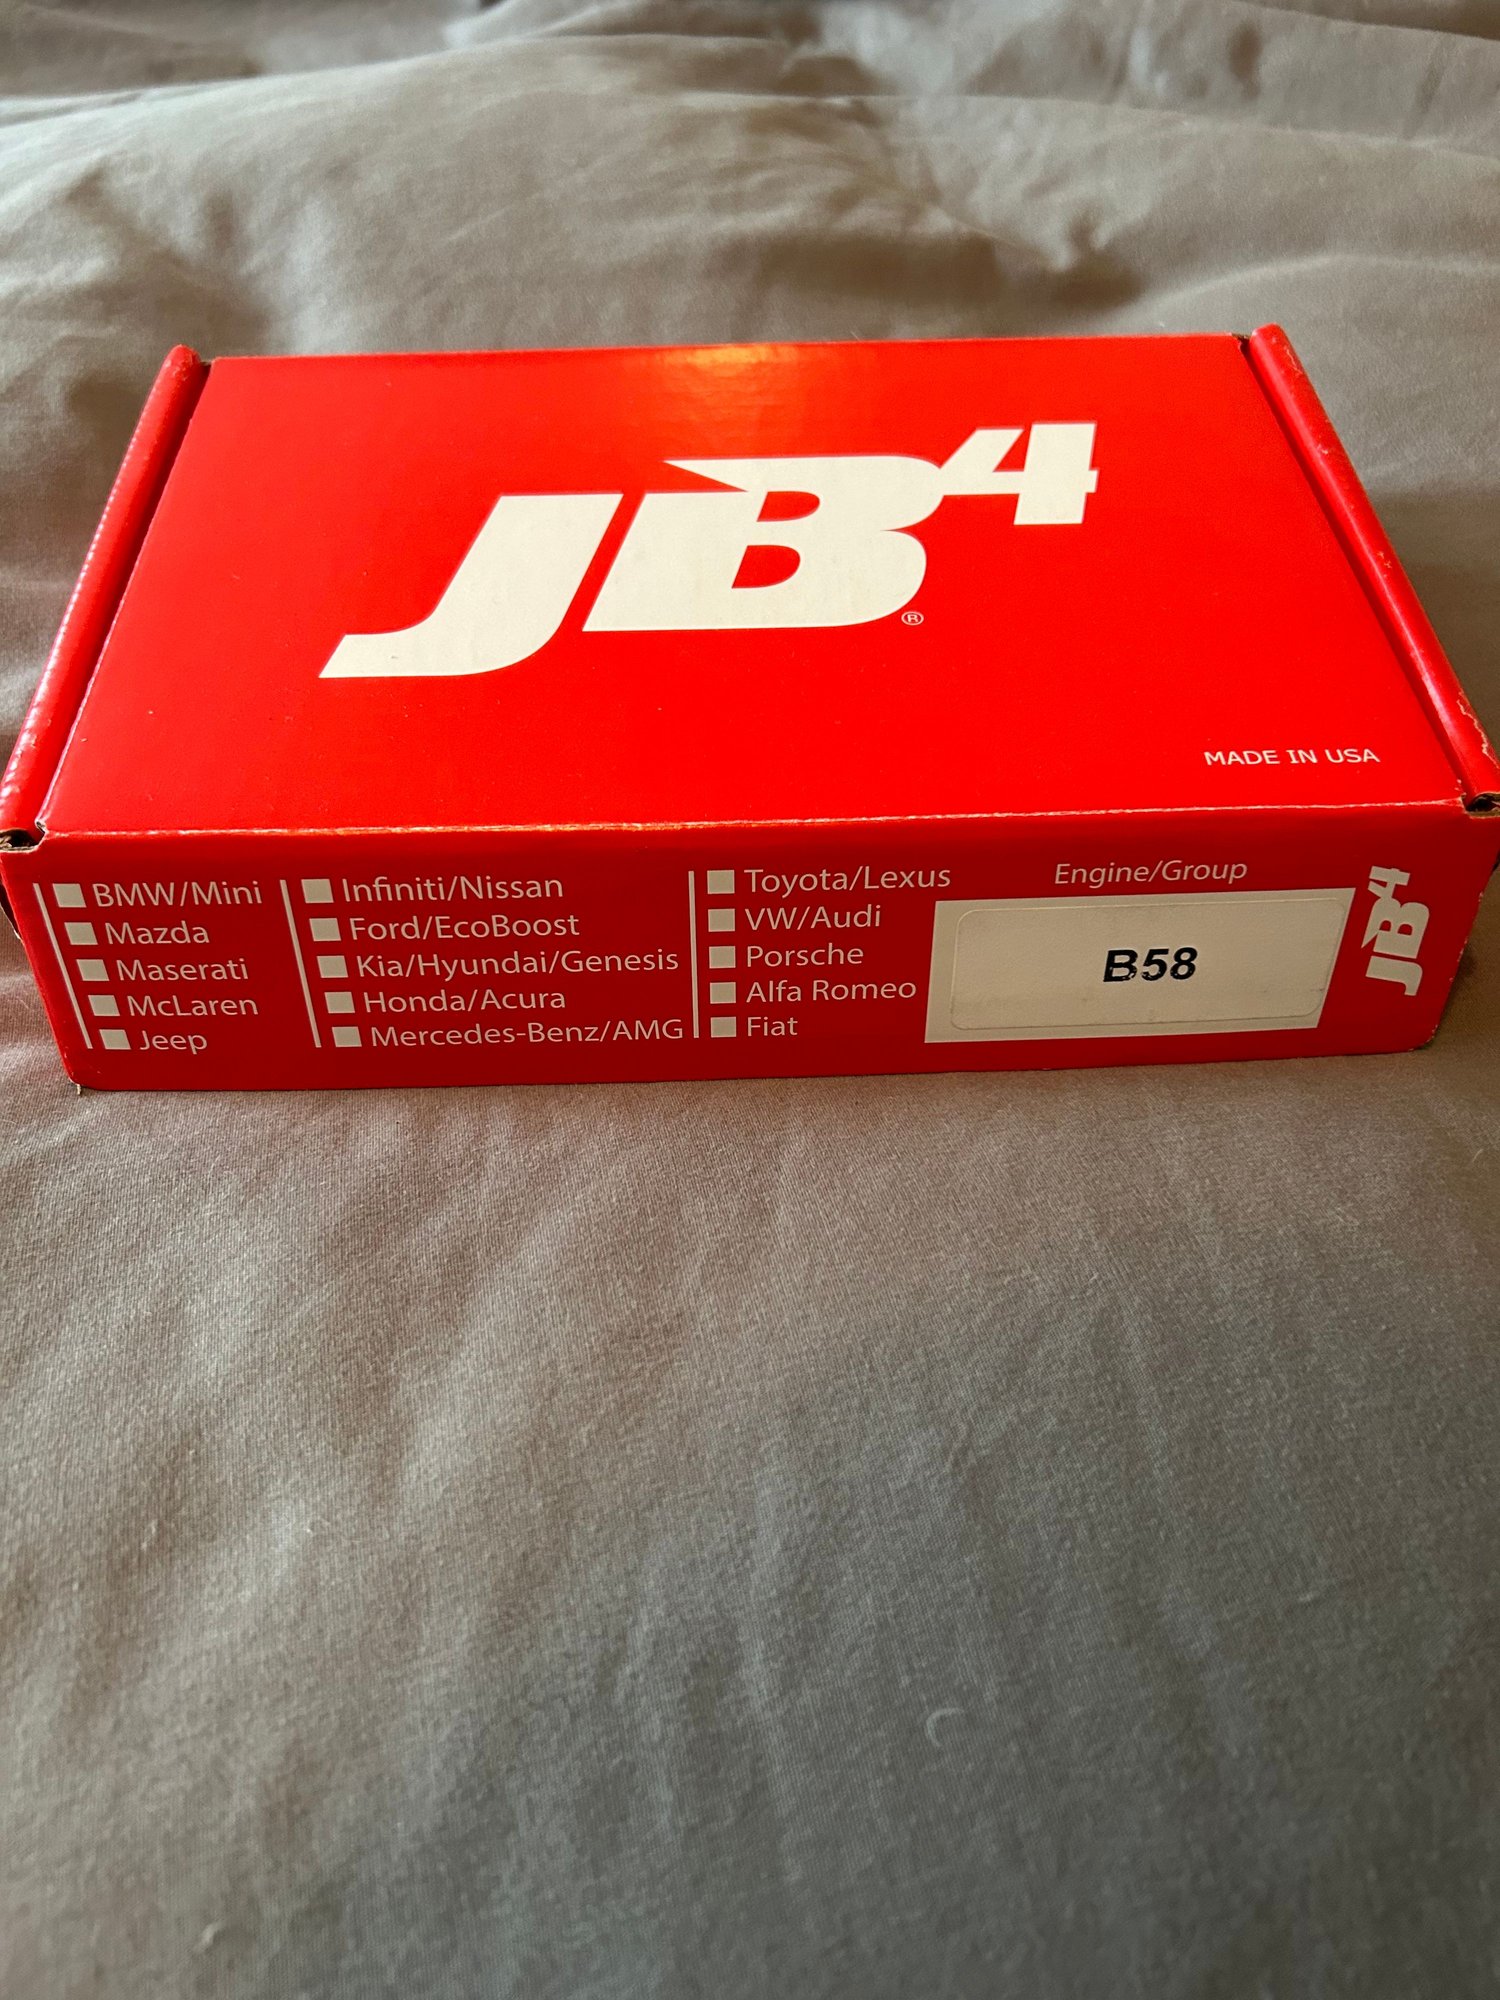 JB4®
MADE IN USA
BMW/Mini
Mazda
Maserati
McLaren
Jeep
Infiniti/Nissan
Ford/EcoBoost
Kia/Hyundai/Genesis
Honda/Acura
Mercedes-Benz/AMG
Toyota/Lexus
VW/Audi
Porsche
Alfa Romeo
Fiat
Engine/Group
B58
JB4